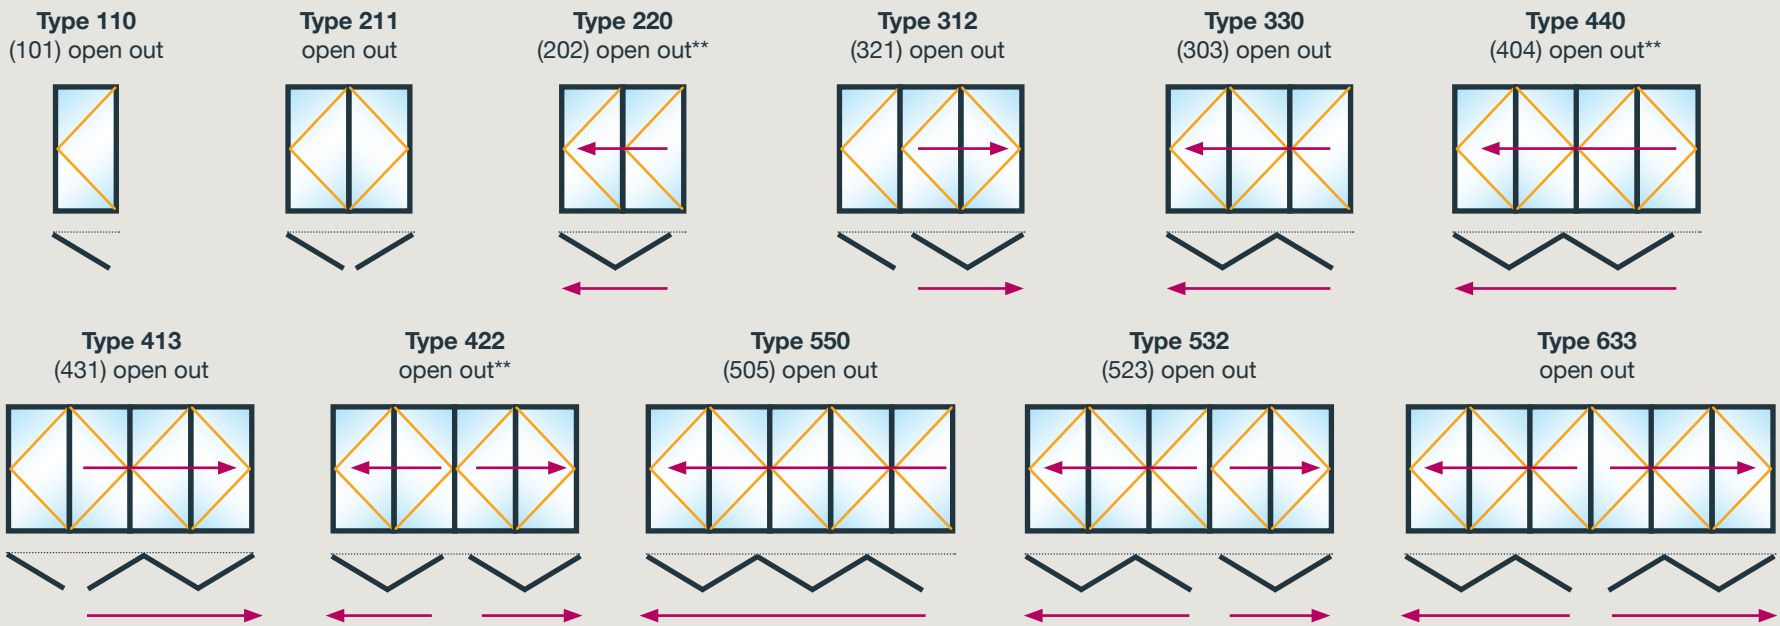 Type 110
(101) open out
Type 211
open out
Type 220
(202) open out**
Type 312
(321) open out
Type 330
(303) open out
Type 440
(404) open out**
Type 413
(431) open out
Type 422
open out**
Type 550
(505) open out
Type 532
(523) open out
Type 633
open out